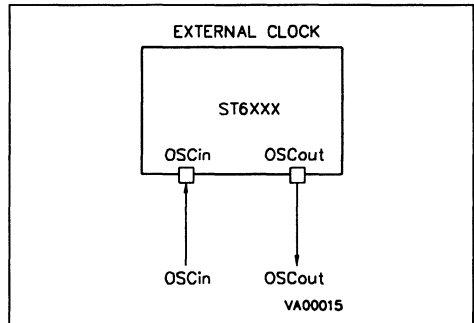 EXTERNAL CLOCK
ST6XXX
OSCin OSCout
OSCin OSCout
VA00015